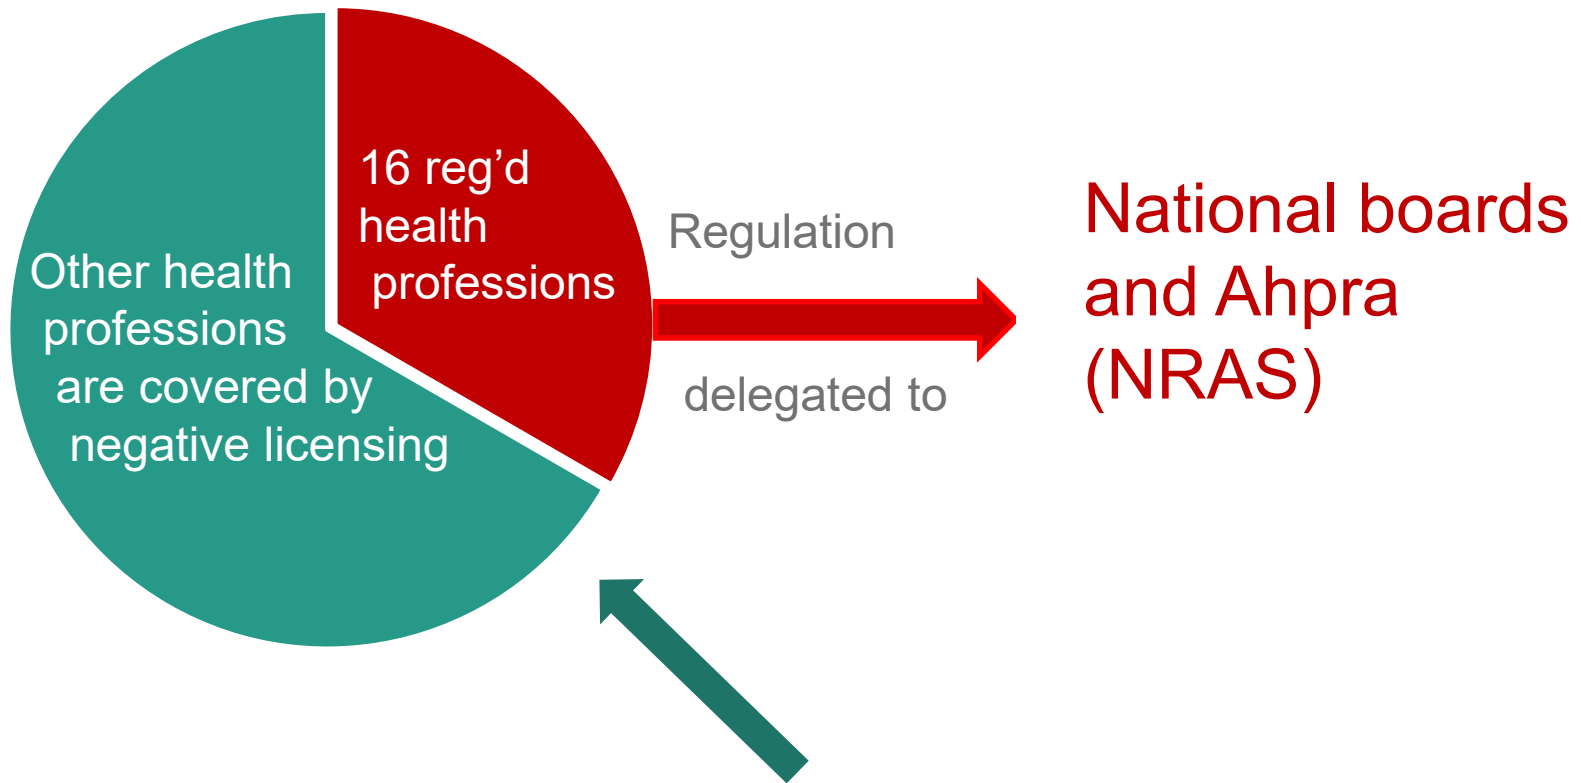 Other health
professions
are covered by
negative licensing
16 reg’d
health
professions
Regulation
delegated to
National boards
and Ahpra
(NRAS)